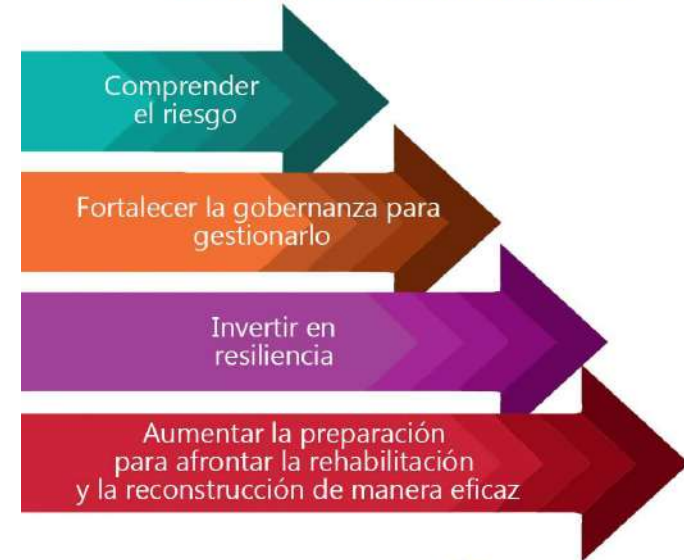 Comprender
el riesgo
Fortalecer la gobernanza para
gestionarlo
Invertir en
resiliencia
Aumentar la preparación
para afrontar la rehabilitación
y la reconstrucción de manera eficaz